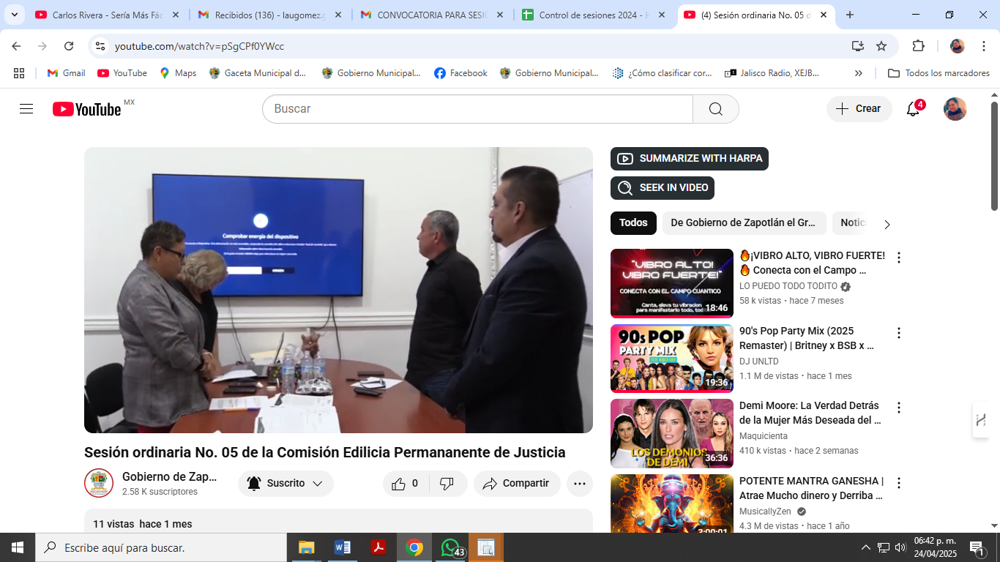 Carlos Rivera - Sería Más Fác
Recibidos (136) - laugomez.g
CONVOCATORIA PARA SESI
Control de sesiones 2024 - H
(4) Sesión ordinaria No. 05 d
youtube.com/watch?v=pSgCPf0YWcc
Gmail
YouTube
Maps
Gaceta Municipal d...
Gobierno Municipal...
Facebook
Gobierno Municipal...
¿Cómo clasificar cor...
Jalisco Radio, XEJB...
Todos los marcadores
YouTube MX
Buscar
Crear
4
Comprobar energía del dispositivo
Sesión ordinaria No. 05 de la Comisión Edilicia Permananente de Justicia
Gobierno de Zap...
2.58 K suscriptores
Suscrito
0
Compartir
11 vistas hace 1 mes
SUMMARIZE WITH HARPA
SEEK IN VIDEO
Todos
De Gobierno de Zapotlán el Gr...
Notic
"VIBRO ALTO!
VIBRO FUERTE!"
CONECTA CON EL CAMPO CUANTICO
Canta, eleva tu vibracion
para manifestarlo todo, tod
18:46
🔥¡VIBRO ALTO, VIBRO FUERTE!
🔥 Conecta con el Campo ...
LO PUEDO TODO TODITO
58 k vistas • hace 7 meses
90s POP
PARTY MIX
19:36
90's Pop Party Mix (2025
Remaster) | Britney x BSB x ...
DJ UNLTD
1.1 M de vistas • hace 1 mes
LOS DEMONIOS
DE DEMI
36:36
Demi Moore: La Verdad Detrás
de la Mujer Más Deseada del ...
Maquicienta
410 k vistas • hace 2 semanas
3:00:01
POTENTE MANTRA GANESHA |
Atrae Mucho dinero y Derriba ...
MusicallyZen
4.3 M de vistas • hace 1 año
Escribe aquí para buscar.
43
06:42 p. m.
24/04/2025
1